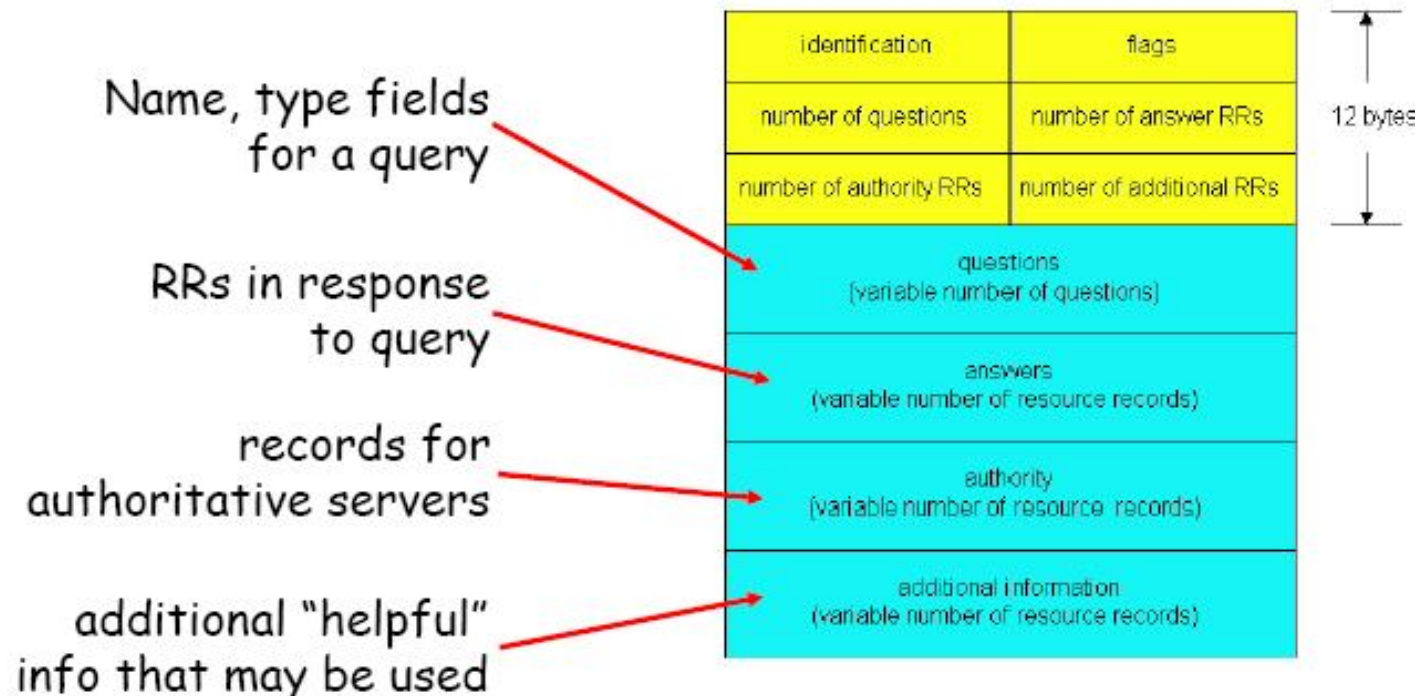 Name, type fields
for a query
RRs in response
to query
records for
authoritative servers
additional “helpful”
info that may be used
identification
flags
number of questions
number of answer RRs
number of authority RRs
number of additional RRs
12 bytes
questions
(variable number of questions)
answers
(variable number of resource records)
authority
(variable number of resource records)
additional information
(variable number of resource records)